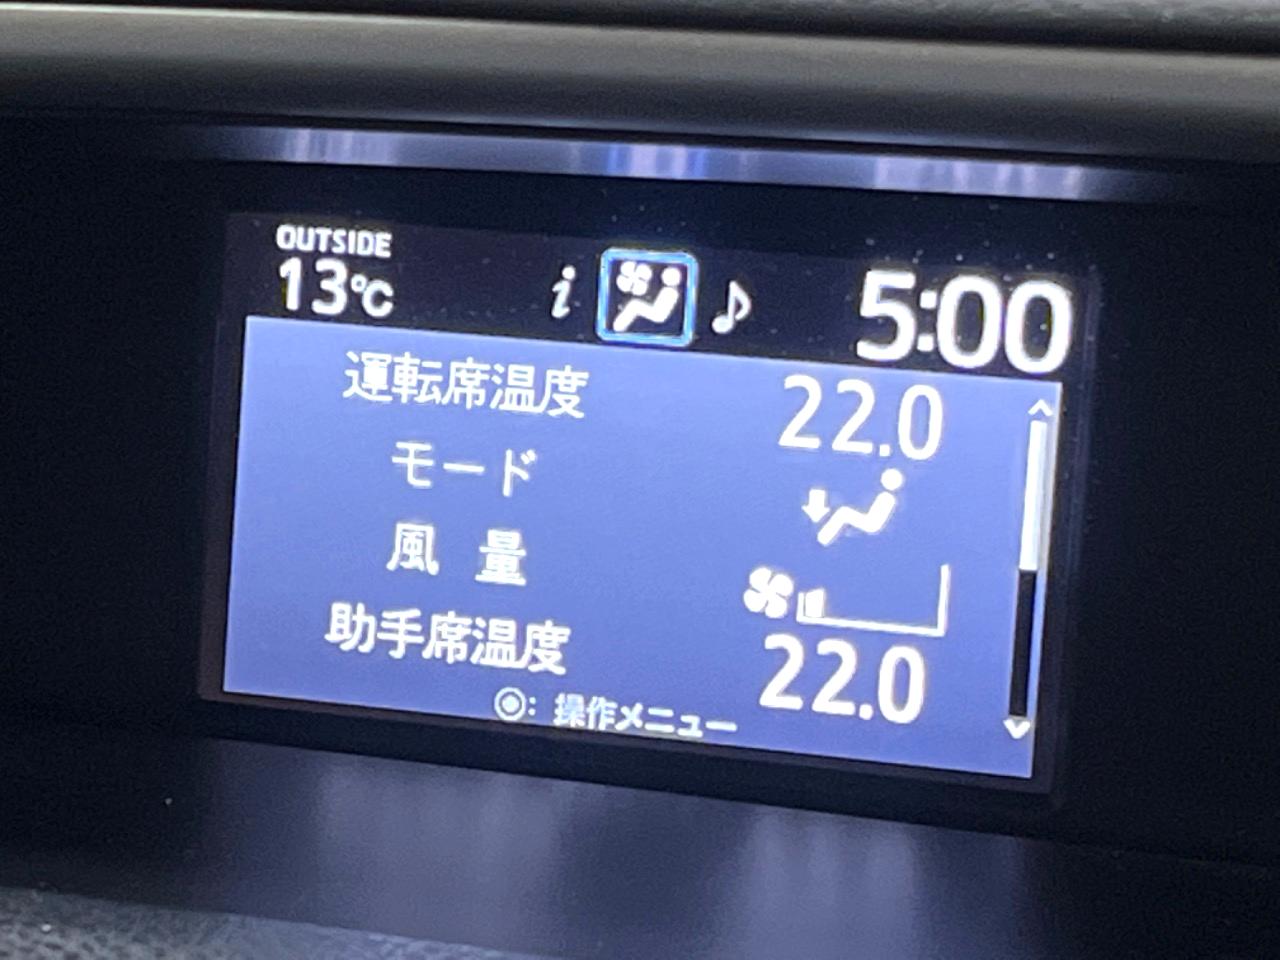 OUTSIDE
13℃
i
5:00
運転席温度 22.0
モード
風 量
助手席温度 22.0
◉: 操作メニュー